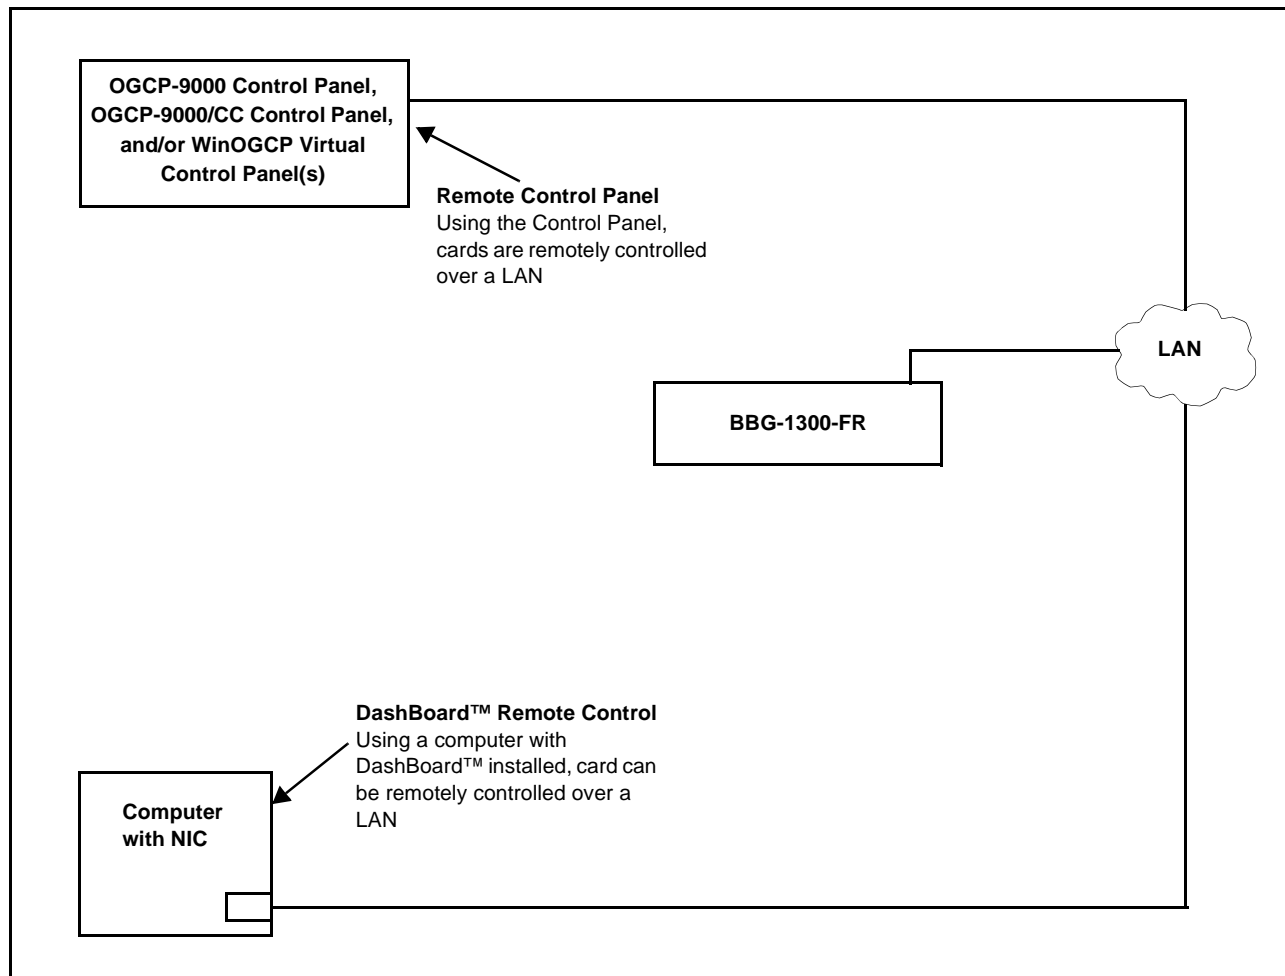 OGCP-9000 Control Panel,
OGCP-9000/CC Control Panel,
and/or WinOGCP Virtual
Control Panel(s)
Remote Control Panel
Using the Control Panel,
cards are remotely controlled
over a LAN
LAN
BBG-1300-FR
DashBoard™ Remote Control
Using a computer with
DashBoard™ installed, card can
be remotely controlled over a
LAN
Computer
with NIC